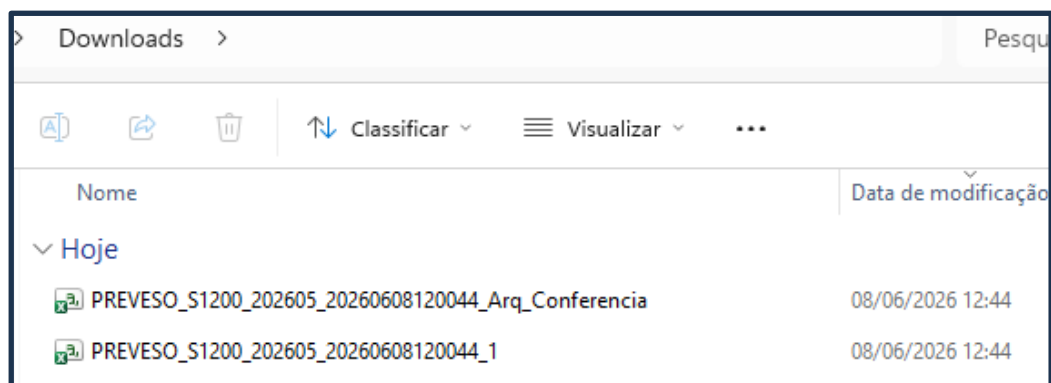 > Downloads >
Pesqu
Classificar
Visualizar
Nome
Data de modificação
Hoje
PREVESO_S1200_202605_20260608120044_Arq_Conferencia
08/06/2026 12:44
PREVESO_S1200_202605_20260608120044_1
08/06/2026 12:44